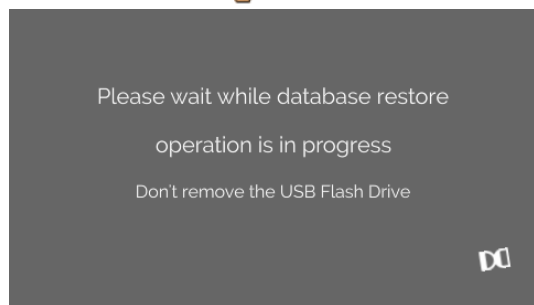 Please wait while database restore
operation is in progress
Don't remove the USB Flash Drive